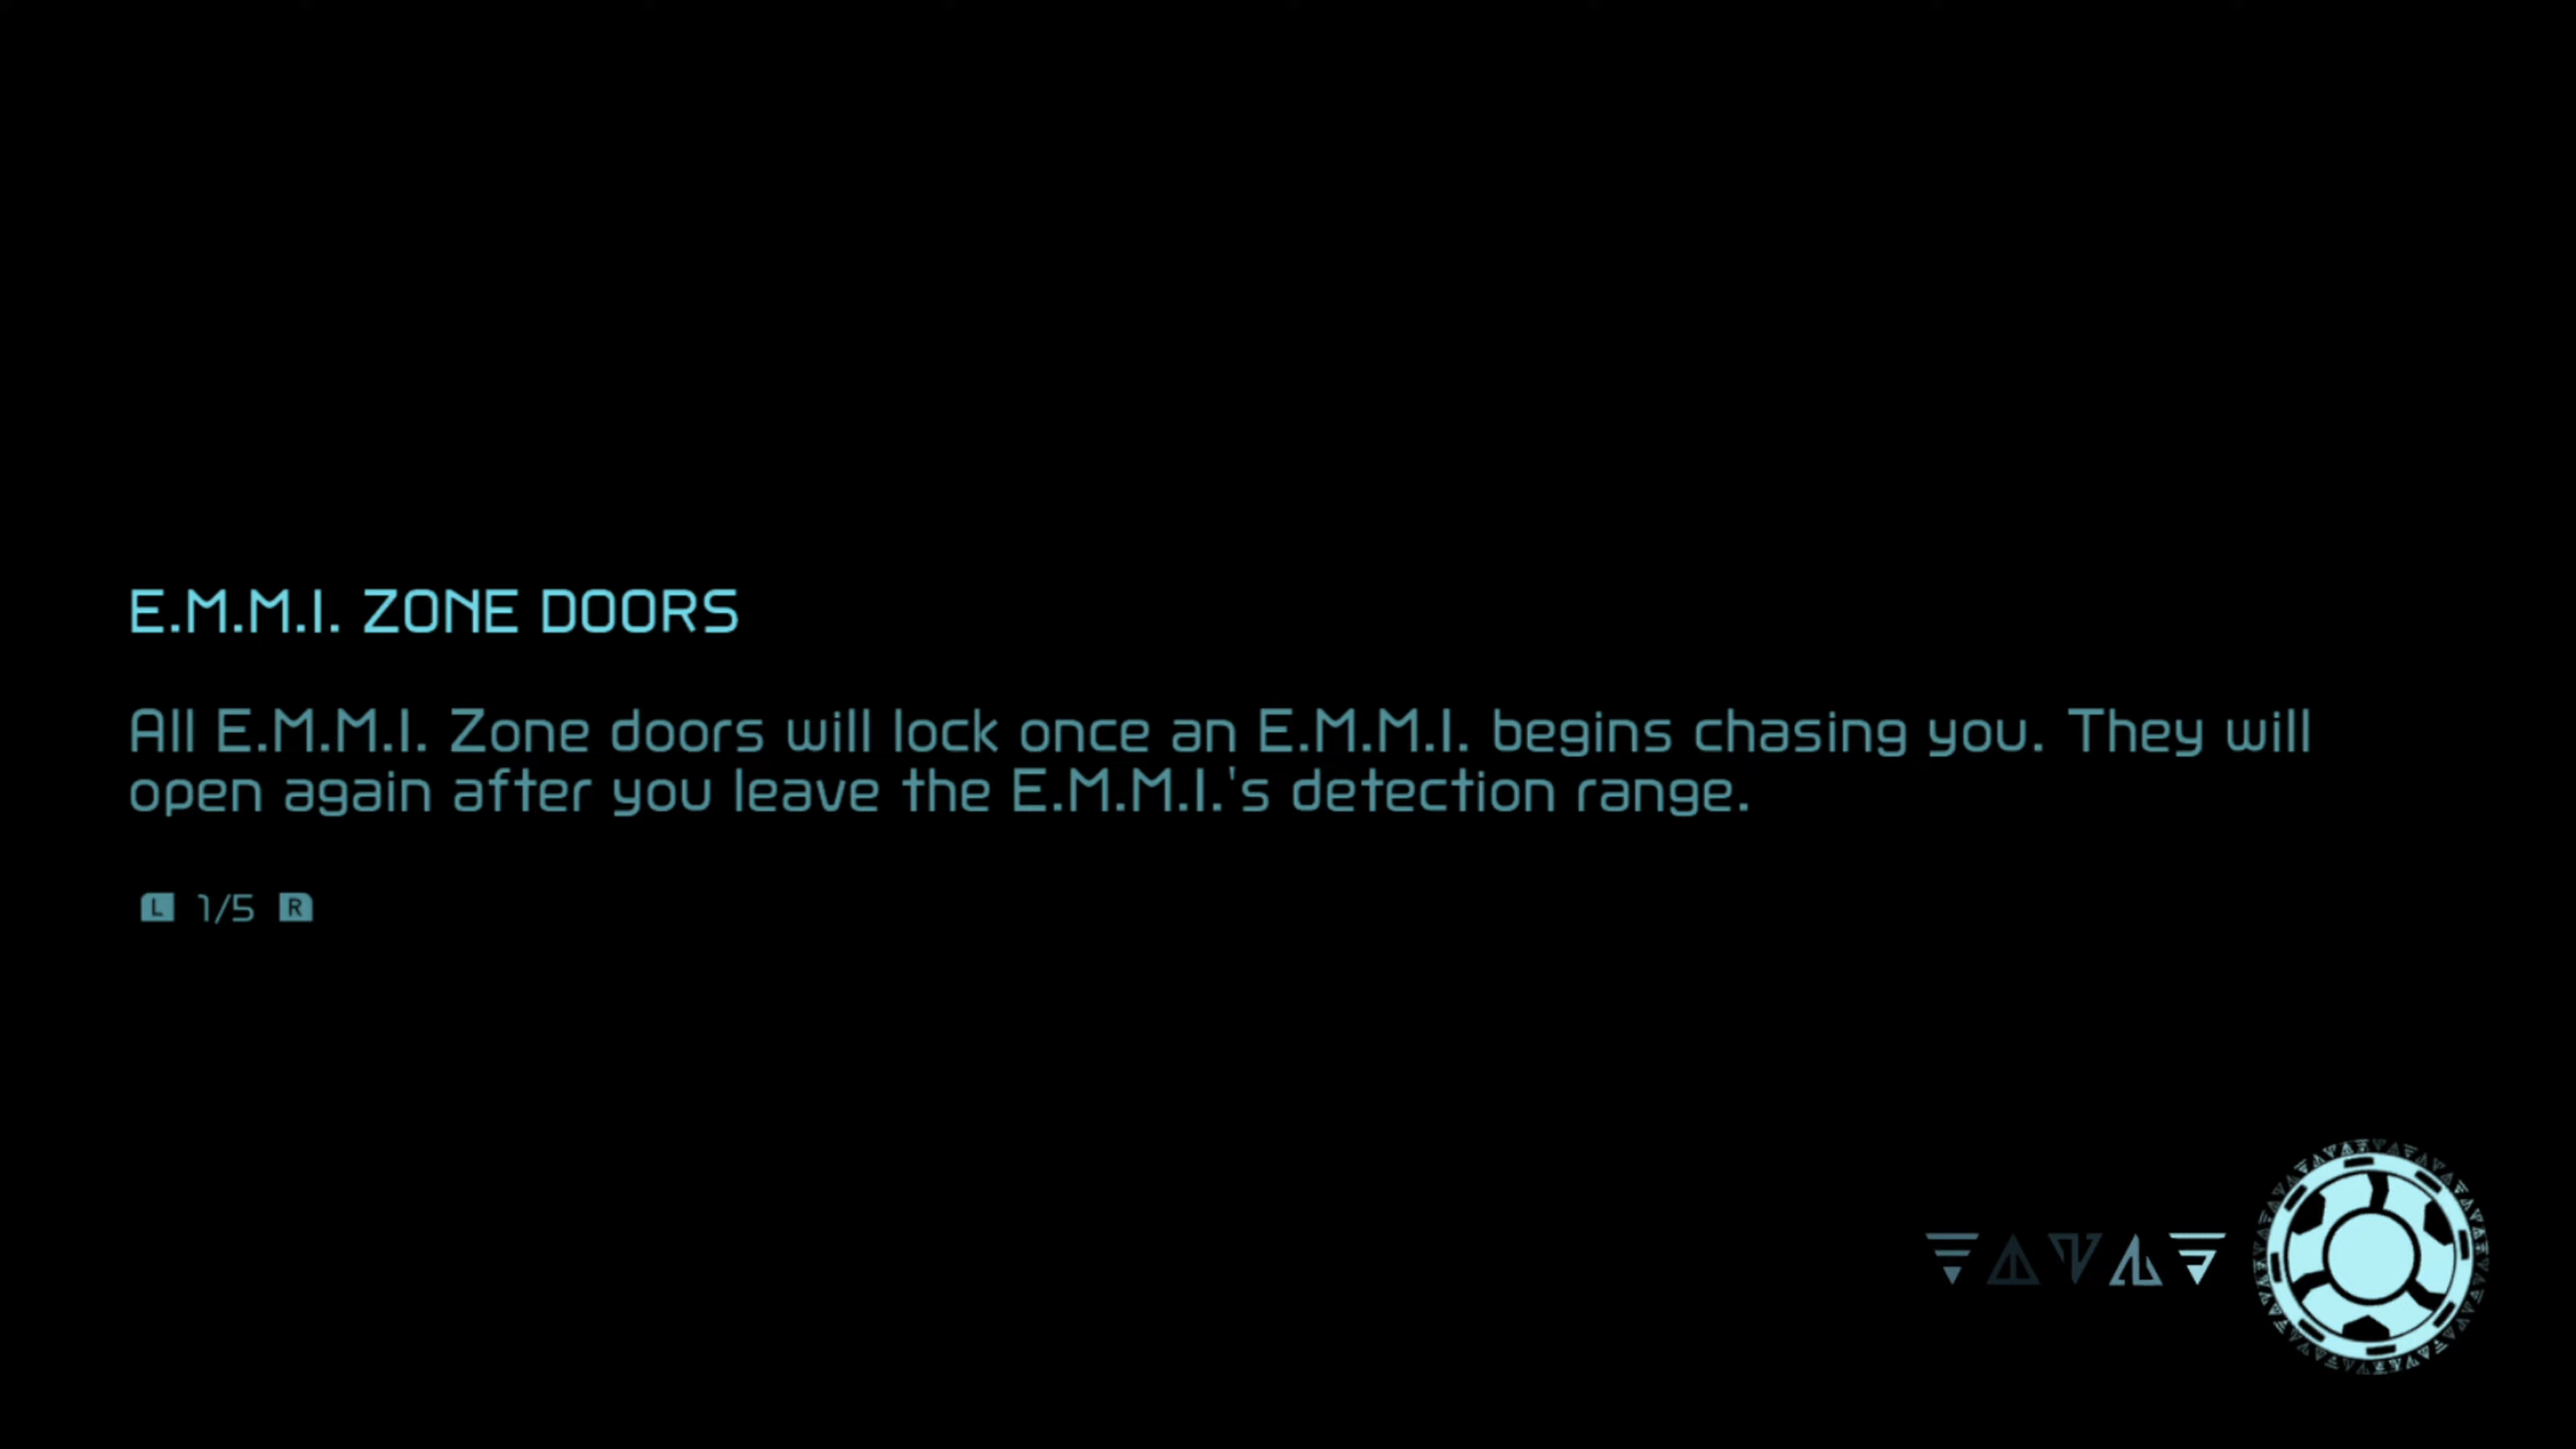 E.M.M.I. ZONE DOORS
All E.M.M.I. Zone doors will lock once an E.M.M.I. begins chasing you. They will
open again after you leave the E.M.M.I.'s detection range.
L 1/5 R